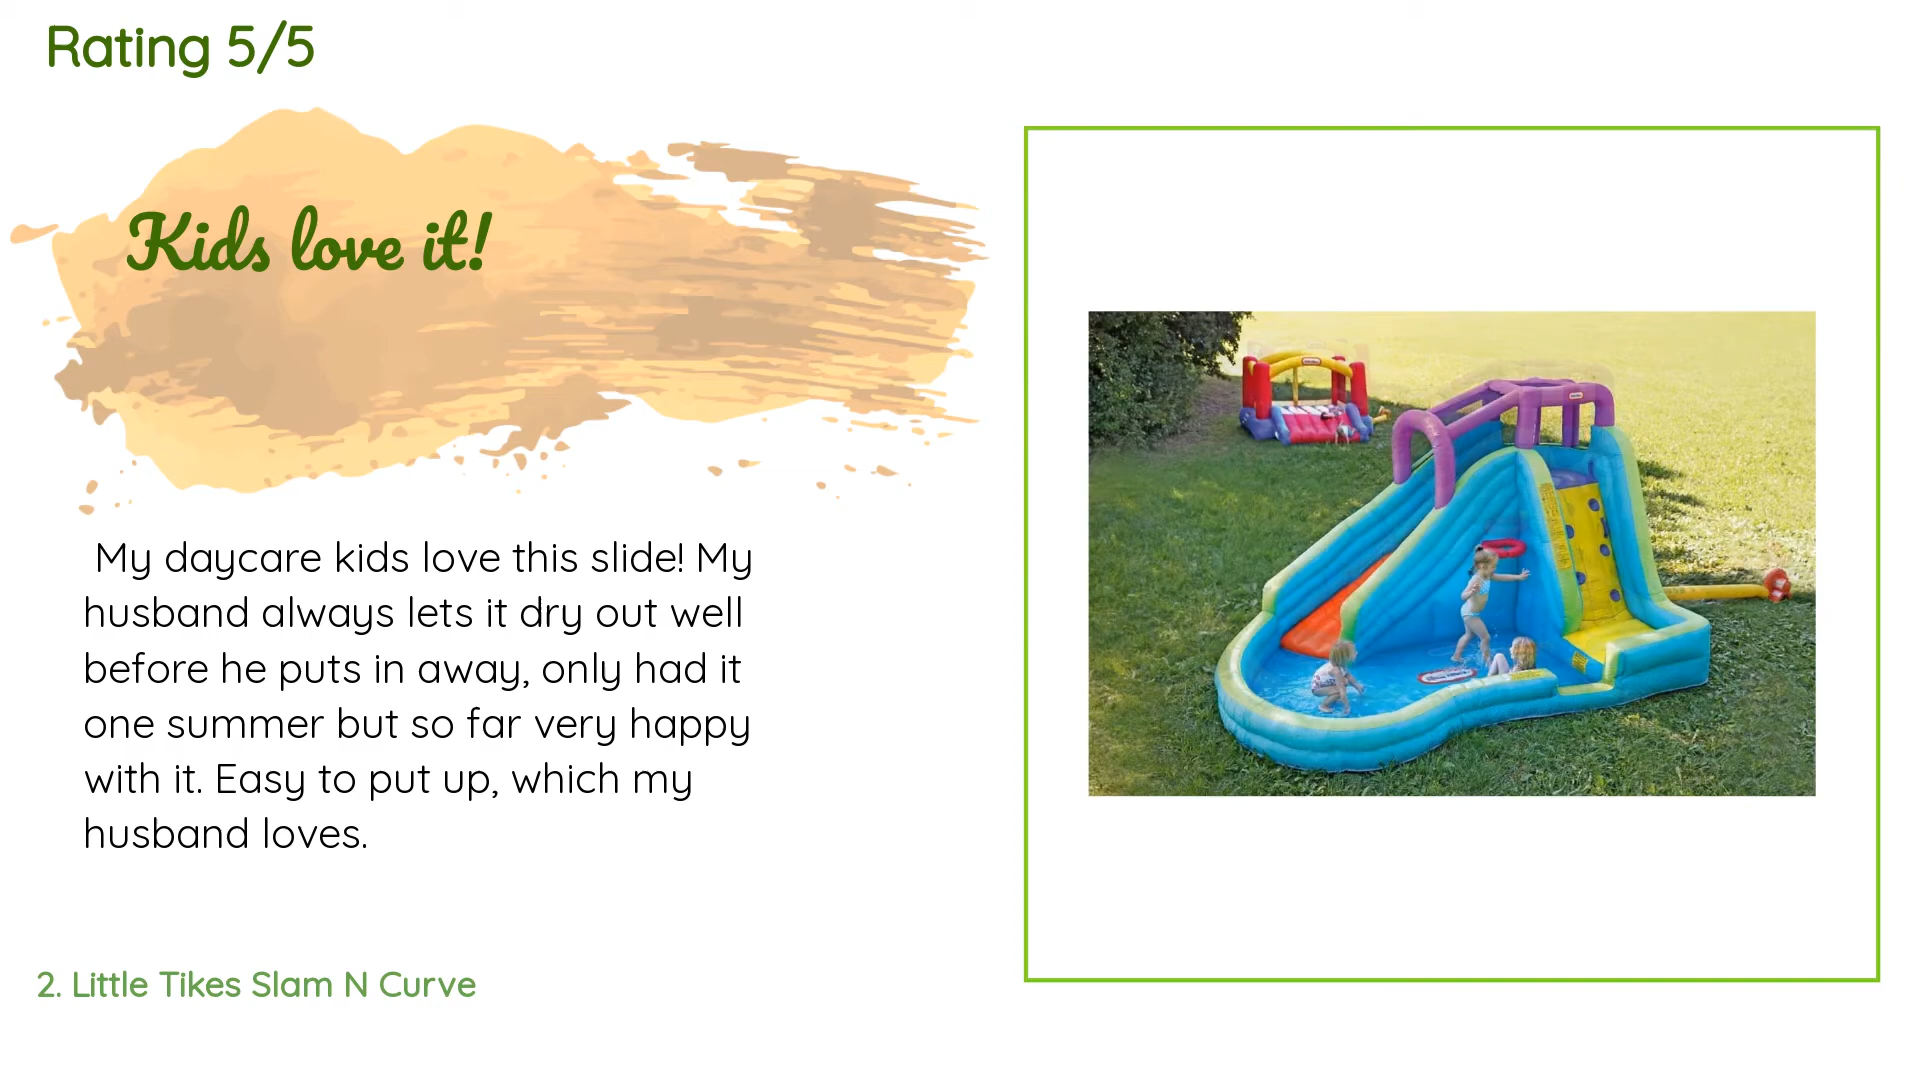 Rating 5/5
Kids love it!
My daycare kids love this slide! My
husband always lets it dry out well
before he puts in away, only had it
one summer but so far very happy
with it. Easy to put up, which my
husband loves.
2. Little Tikes Slam N Curve